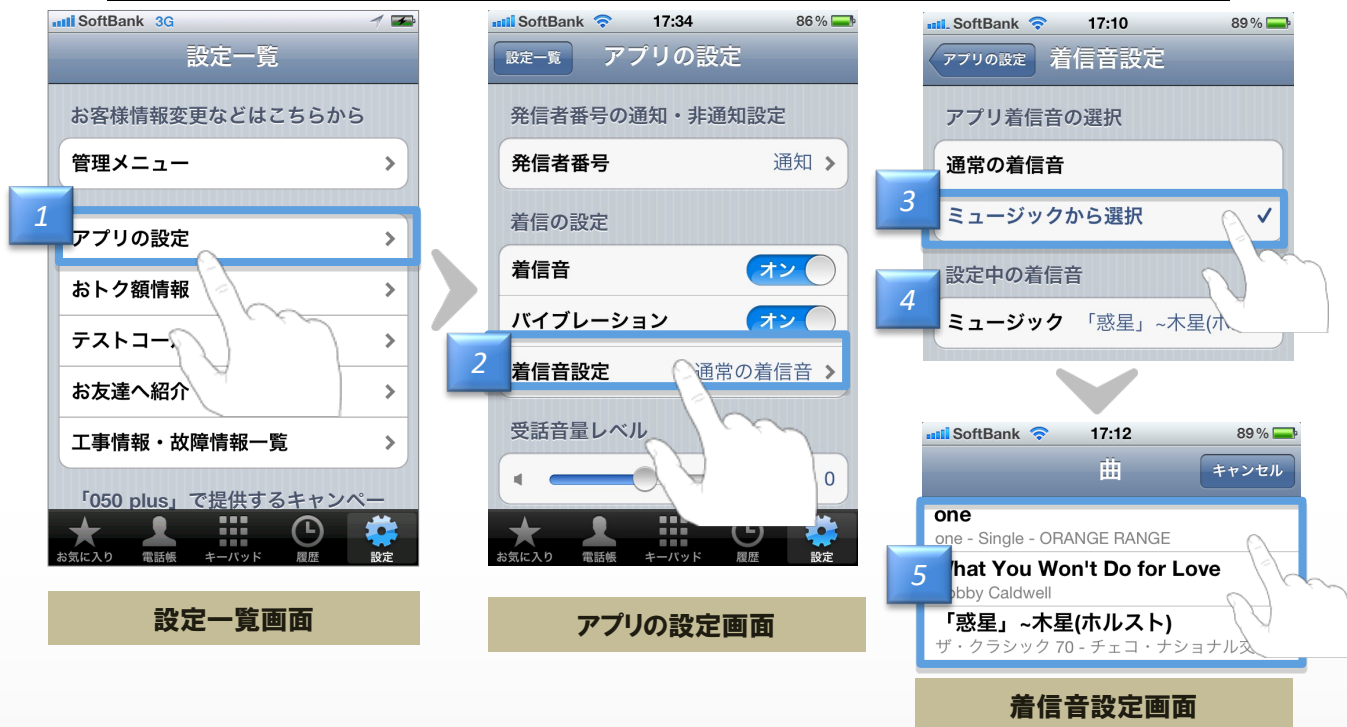 SoftBank 3G
設定一覧
お客様情報変更などはこちらから
管理メニュー
1
アプリの設定
おトク額情報
テストコー
お友達へ紹介
工事情報・故障情報一覧
「050 plus」で提供するキャンペー
お気に入り 電話帳 キーパッド 履歴 設定
設定一覧画面
SoftBank 17:34 86%
設定一覧 アプリの設定
発信者番号の通知・非通知設定
発信者番号 通知
着信の設定
着信音 オン
バイブレーション オン
2
着信音設定 通常の着信音
受話音量レベル
0
お気に入り 電話帳 キーパッド 履歴 設定
アプリの設定画面
SoftBank 17:10 89%
アプリの設定 着信音設定
アプリ着信音の選択
通常の着信音
3
ミュージックから選択
設定中の着信音
4
ミュージック 「惑星」~木星(ホ
SoftBank 17:12 89%
曲 キャンセル
one
one - Single - ORANGE RANGE
5
hat You Won't Do for Love
obby Caldwell
「惑星」~木星(ホルスト)
ザ・クラシック 70 - チェコ・ナショナル交
着信音設定画面